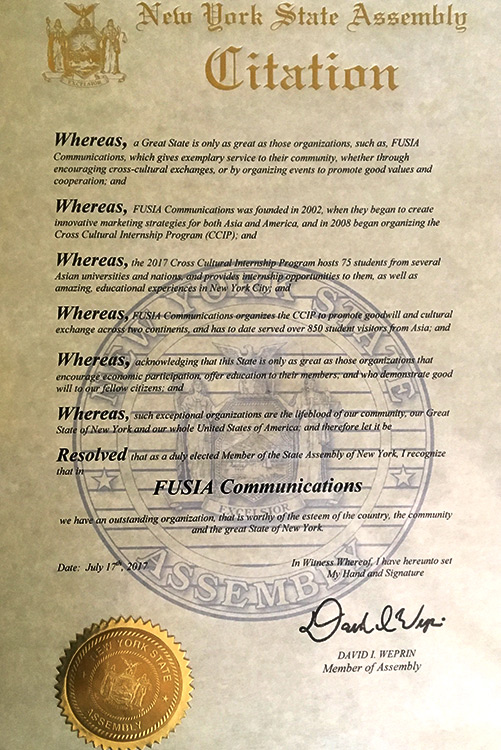 New York State Assembly
Citation
EXCELSIOR
Whereas, a Great State is only as great as those organizations, such as, FUSIA
Communications, which gives exemplary service to their community, whether through
encouraging cross-cultural exchanges, or by organizing events to promote good values and
cooperation; and
Whereas, FUSIA Communications was founded in 2002, when they began to create
innovative marketing strategies for both Asia and America, and in 2008 began organizing the
Cross Cultural Internship Program (CCIP); and
Whereas, the 2017 Cross Cultural Internship Program hosts 75 students from several
Asian universities and nations, and provides internship opportunities to them, as well as
amazing, educational experiences in New York City; and
Whereas, FUSIA Communications organizes the CCIP to promote goodwill and cultural
exchange across two continents, and has to date served over 850 student visitors from Asia; and
Whereas, acknowledging that this State is only as great as those organizations that
encourage economic participation, offer education to their members; and who demonstrate good
will to our fellow citizens; and
Whereas, such exceptional organizations are the lifeblood of our community, our Great
State of New York and our whole United States of America; and therefore let it be
Resolved that as a duly elected Member of the State Assembly of New York, I recognize
that in
FUSIA Communications
we have an outstanding organization, that is worthy of the esteem of the country, the community
and the great State of New York.
NEW YORK STATE
EXCELSIOR
ASSEMBLY
Date: July 17th, 2017
In Witness Whereof, I have hereunto set
My Hand and Signature
David I. Weprin
DAVID I. WEPRIN
Member of Assembly
NEW YORK STATE
ASSEMBLY